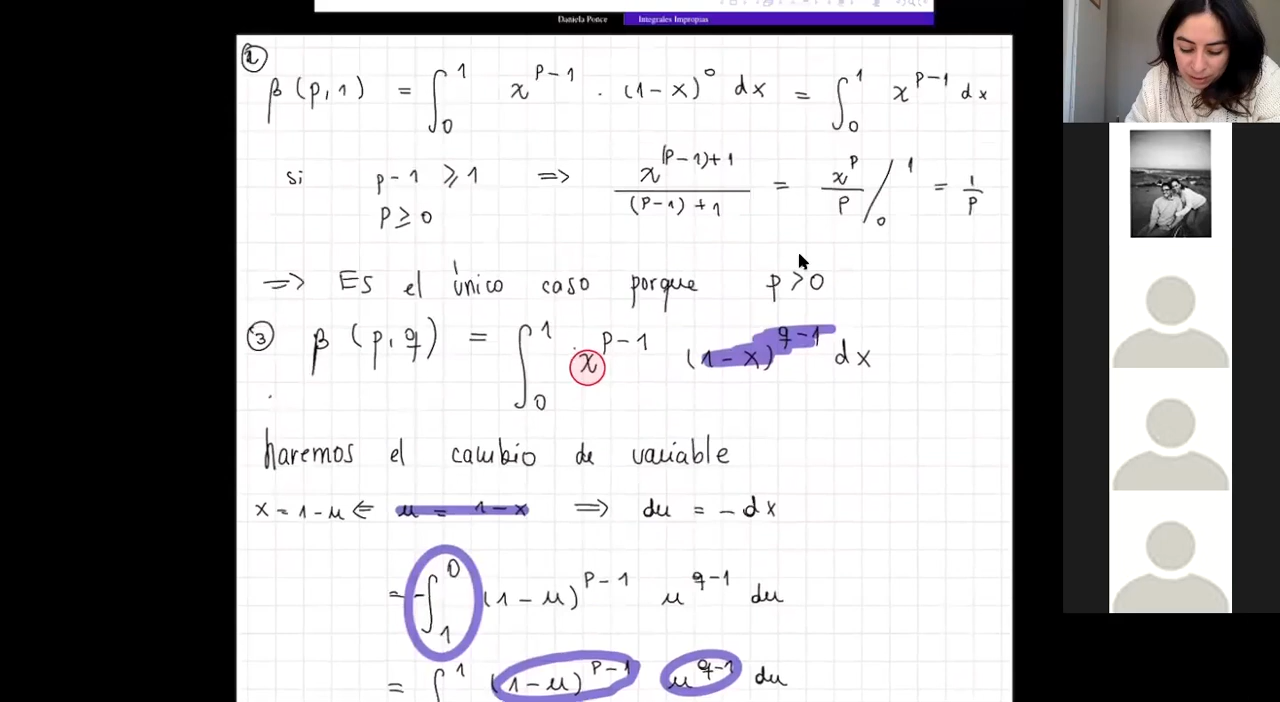 Daniela Ponce Integrales Impropias
② β (p, 1) = ∫₀¹ x^{p-1} · (1-x)^0 dx = ∫₀¹ x^{p-1} dx
si p-1 ≥ 1 ⇒ x^{(p-1)+1} / (p-1)+1 = x^p / p /₀¹ = 1/p
p ≥ 0
⇒ Es el único caso porque p > 0
③ β (p, q) = ∫₀¹ x^{p-1} (1-x)^{q-1} dx
haremos el cambio de variable
x = 1-u ⇐ u = 1-x ⇒ du = -dx
= -∫₁⁰ (1-u)^{p-1} u^{q-1} du
= ∫ ¹ (1-u)^{p-1} u^{q-1} du